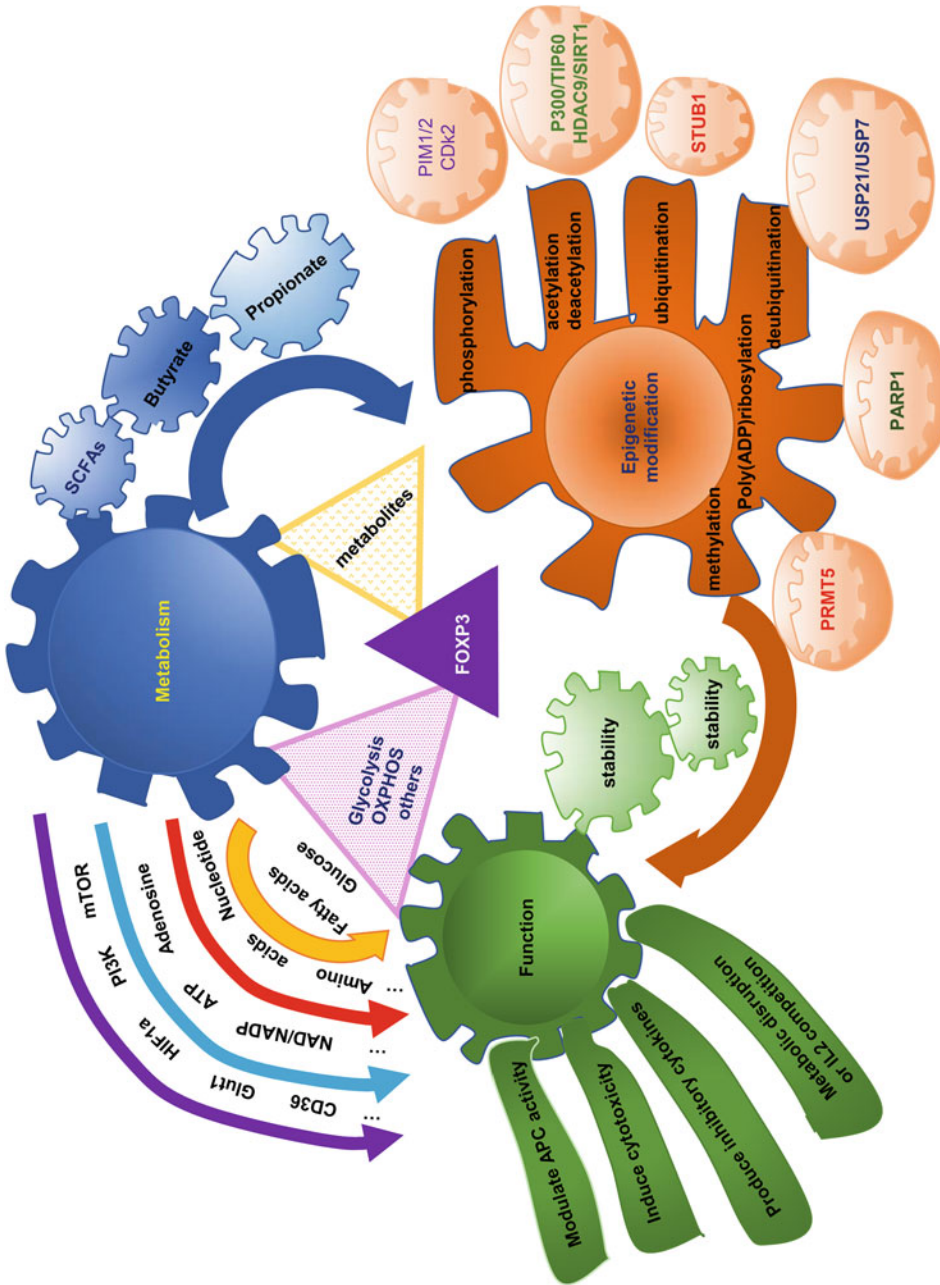 mTOR
PI3K
HIF1a
Glut1
CD36
...
Adenosine
ATP
NAD/NADP
...
Nucleotide
acids
Amino
...
Glucose
Fatty acids
Metabolism
SCFAs
Butyrate
Propionate
Glycolysis
OXPHOS
others
FOXP3
metabolites
Function
Modulate APC activity
Induce cytotoxicity
Produce inhibitory cytokines
Metabolic disruption
or IL2 competition
stability
stability
Epigenetic
modification
phosphorylation
acetylation
deacetylation
ubiquitination
deubiquitination
Poly(ADP)ribosylation
methylation
PIM1/2
CDk2
P300/TIP60
HDAC9/SIRT1
STUB1
USP21/USP7
PARP1
PRMT5